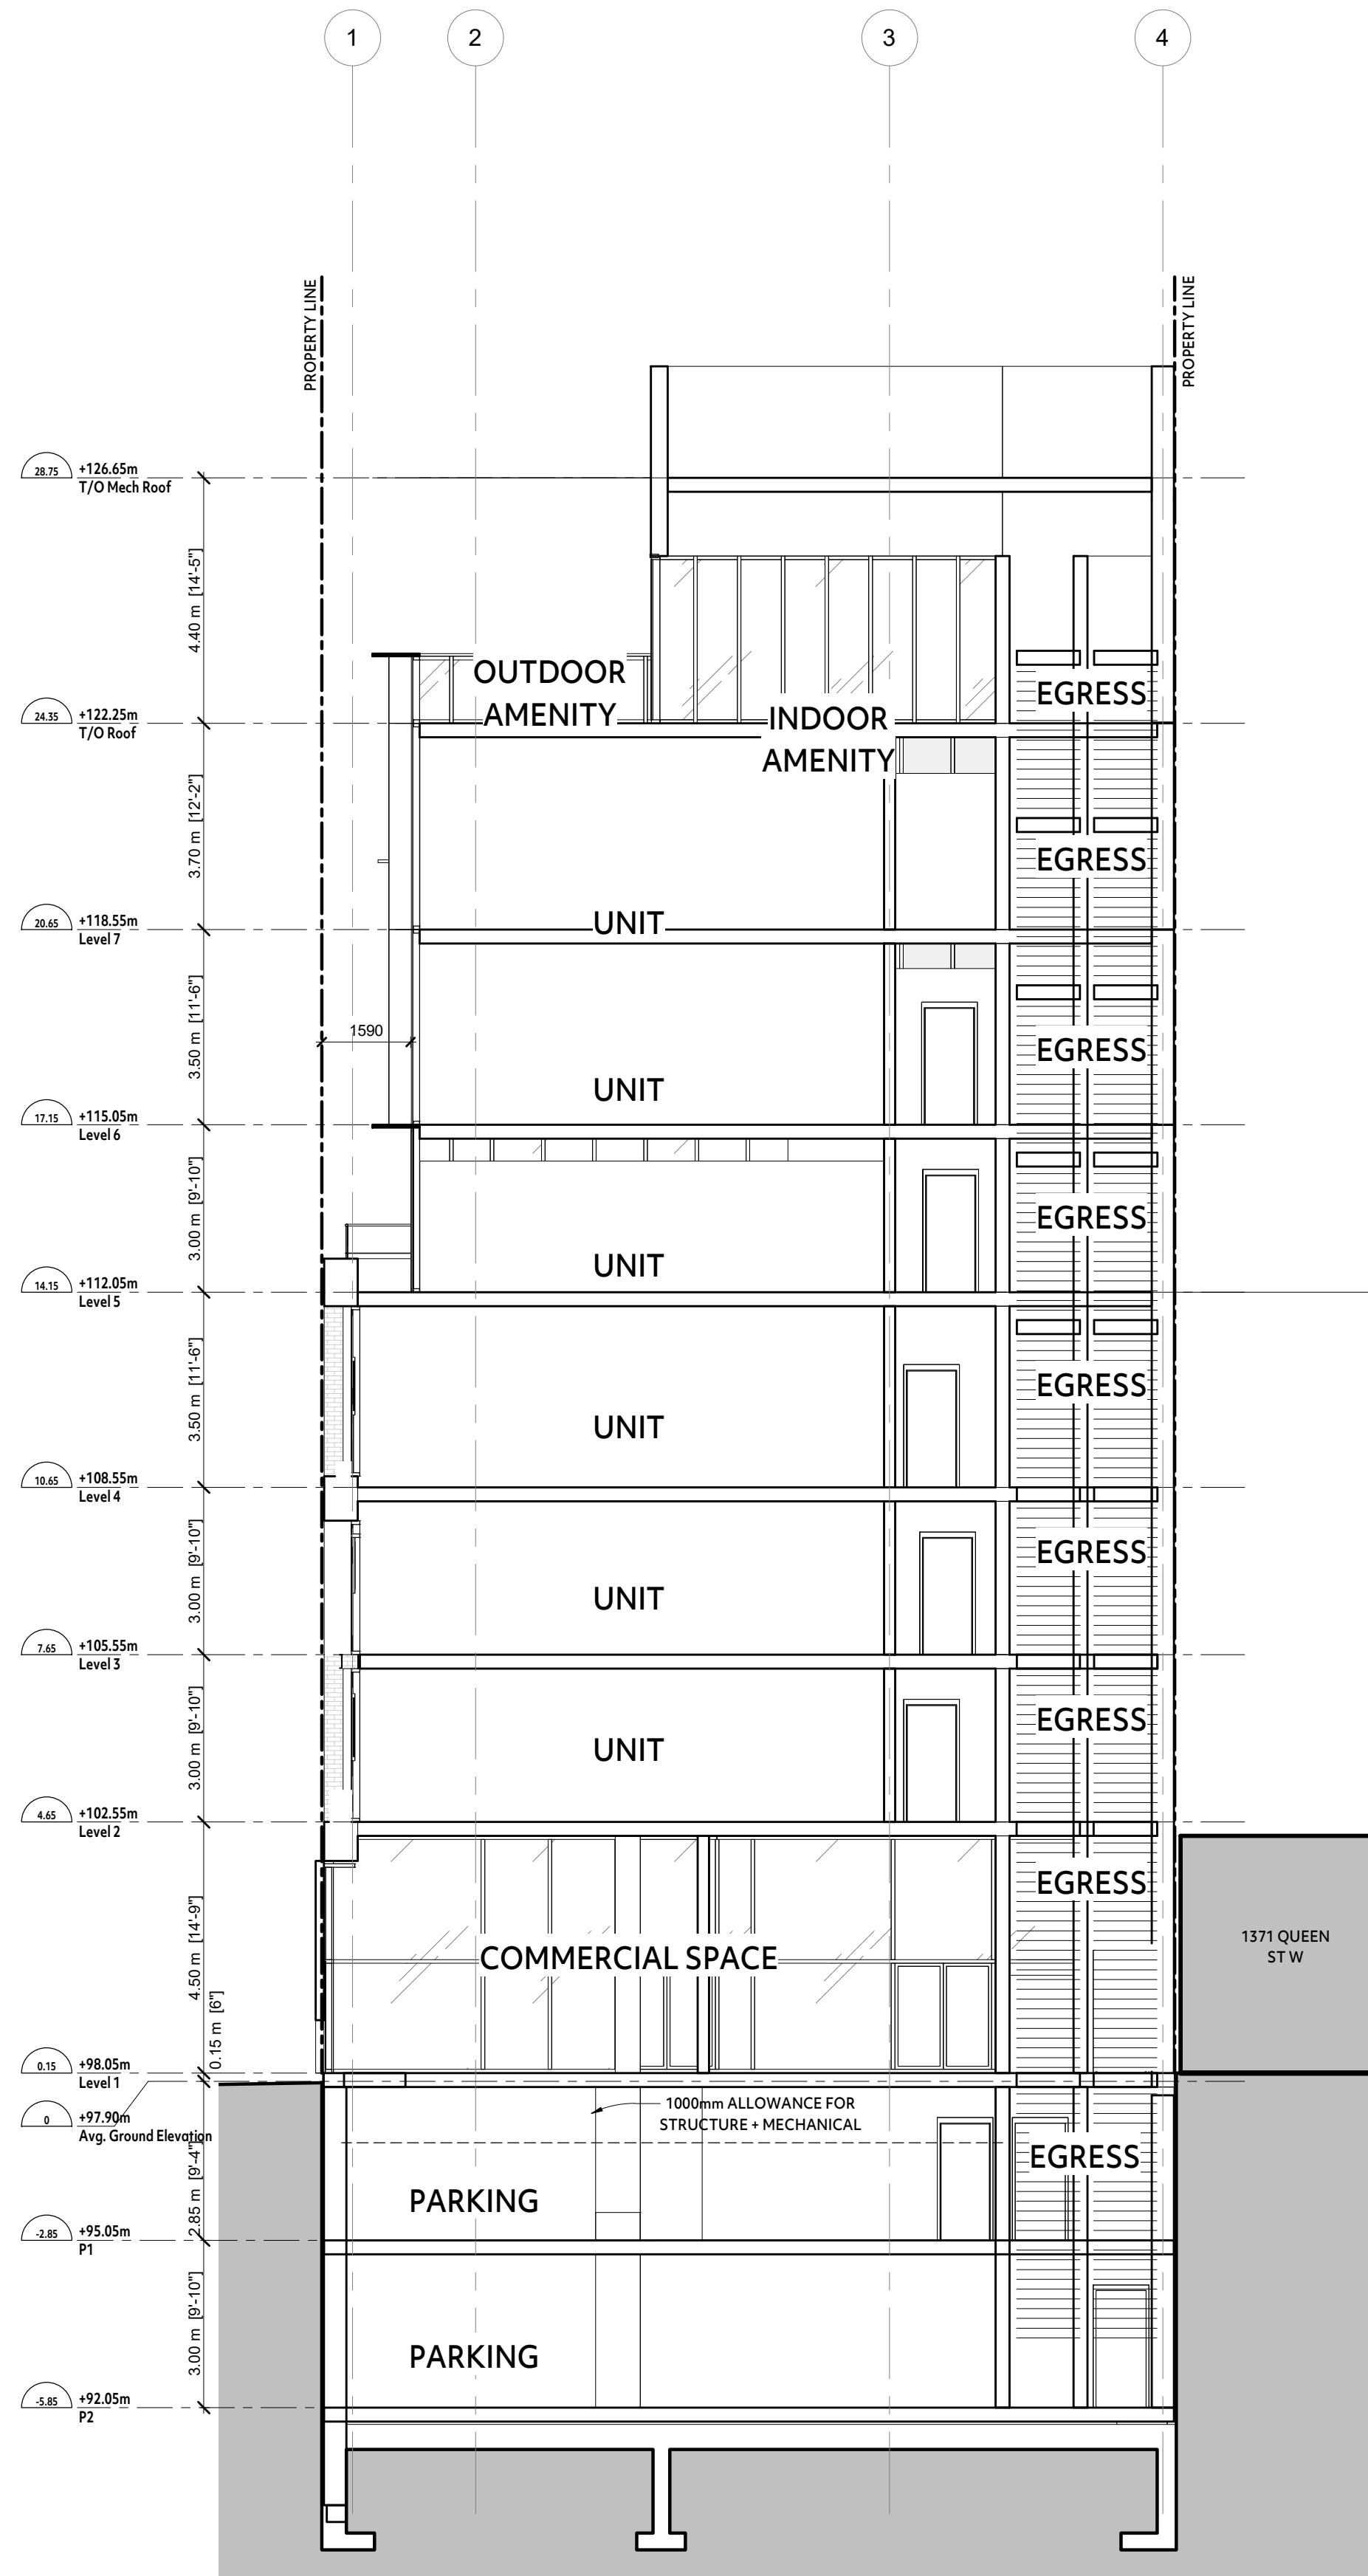 1
2
3
4
PROPERTY LINE
PROPERTY LINE
28.75
+126.65m
T/O Mech Roof
4.40 m [14'-5"]
OUTDOOR
AMENITY
INDOOR
AMENITY
EGRESS
24.35
+122.25m
T/O Roof
3.70 m [12'-2"]
EGRESS
UNIT
20.65
+118.55m
Level 7
3.50 m [11'-6"]
1590
EGRESS
UNIT
17.15
+115.05m
Level 6
3.00 m [9'-10"]
EGRESS
UNIT
14.15
+112.05m
Level 5
3.50 m [11'-6"]
EGRESS
UNIT
10.65
+108.55m
Level 4
3.00 m [9'-10"]
EGRESS
UNIT
7.65
+105.55m
Level 3
3.00 m [9'-10"]
EGRESS
UNIT
4.65
+102.55m
Level 2
4.50 m [14'-9"]
EGRESS
COMMERCIAL SPACE
1371 QUEEN
ST W
0.15 m [6"]
0.15
+98.05m
Level 1
0
+97.90m
Avg. Ground Elevation
1000mm ALLOWANCE FOR
STRUCTURE + MECHANICAL
2.85 m [9'-4"]
EGRESS
PARKING
-2.85
+95.05m
P1
3.00 m [9'-10"]
PARKING
-5.85
+92.05m
P2